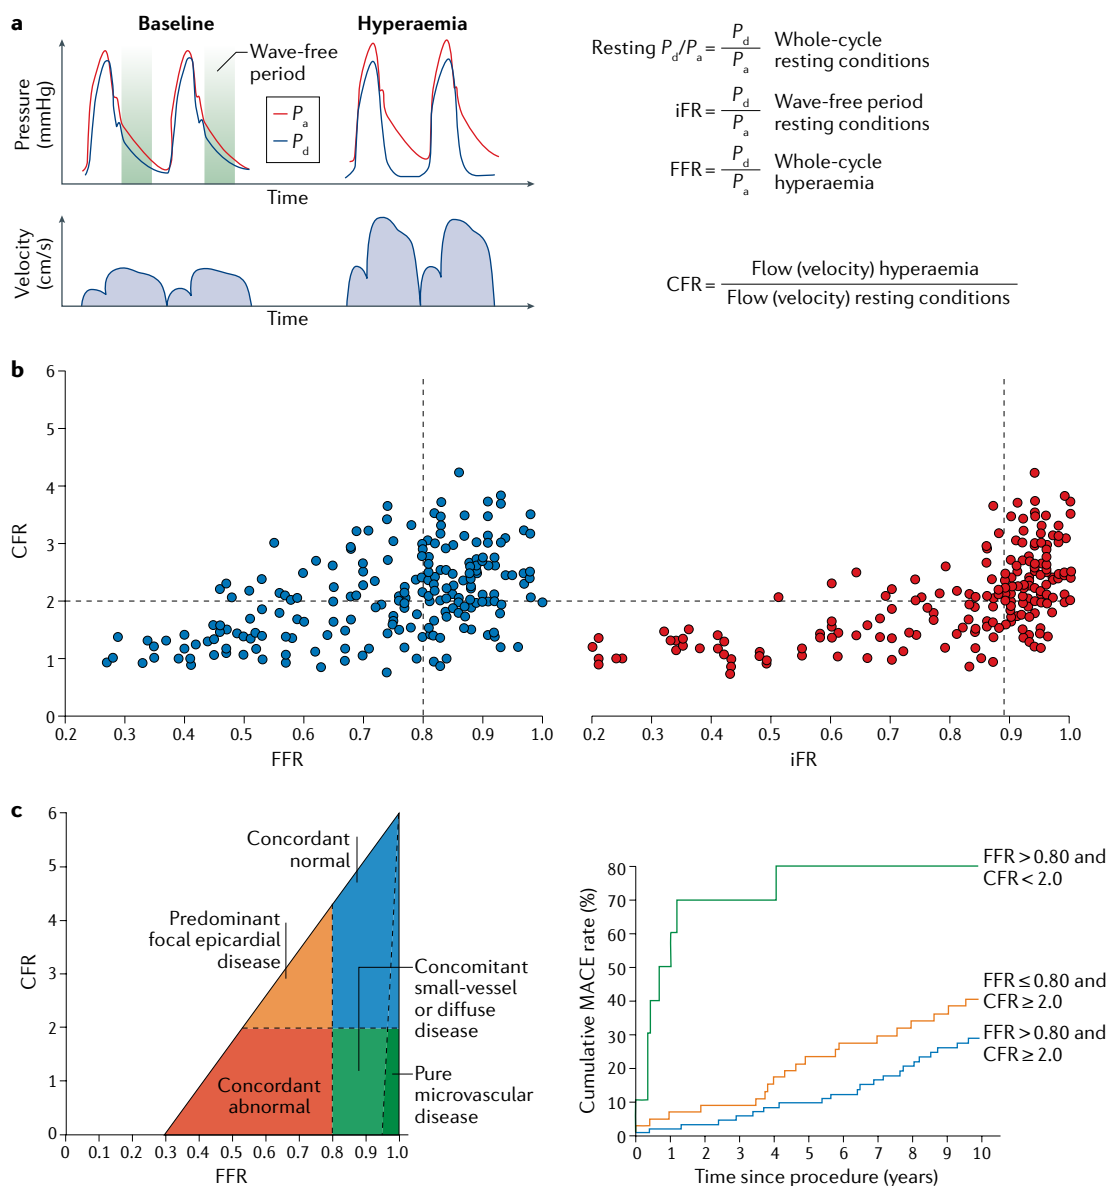 a
Baseline
Hyperaemia
Pressure
(mmHg)
Wave-free
period
Pa
Pd
Time
Velocity
(cm/s)
Time
Resting Pd/Pa = Pd / Pa Whole-cycle
resting conditions
iFR = Pd / Pa Wave-free period
resting conditions
FFR = Pd / Pa Whole-cycle
hyperaemia
CFR = Flow (velocity) hyperaemia
Flow (velocity) resting conditions
b
CFR
6
5
4
3
2
1
0
0.2 0.3 0.4 0.5 0.6 0.7 0.8 0.9 1.0
FFR
0.2 0.3 0.4 0.5 0.6 0.7 0.8 0.9 1.0
iFR
c
CFR
6
5
4
3
2
1
0
Concordant
normal
Predominant
focal epicardial
disease
Concomitant
small-vessel
or diffuse
disease
Concordant
abnormal
Pure
microvascular
disease
0 0.1 0.2 0.3 0.4 0.5 0.6 0.7 0.8 0.9 1.0
FFR
Cumulative MACE rate (%)
80
70
60
50
40
30
20
10
0
FFR > 0.80 and
CFR < 2.0
FFR ≤ 0.80 and
CFR ≥ 2.0
FFR > 0.80 and
CFR ≥ 2.0
0 1 2 3 4 5 6 7 8 9 10
Time since procedure (years)